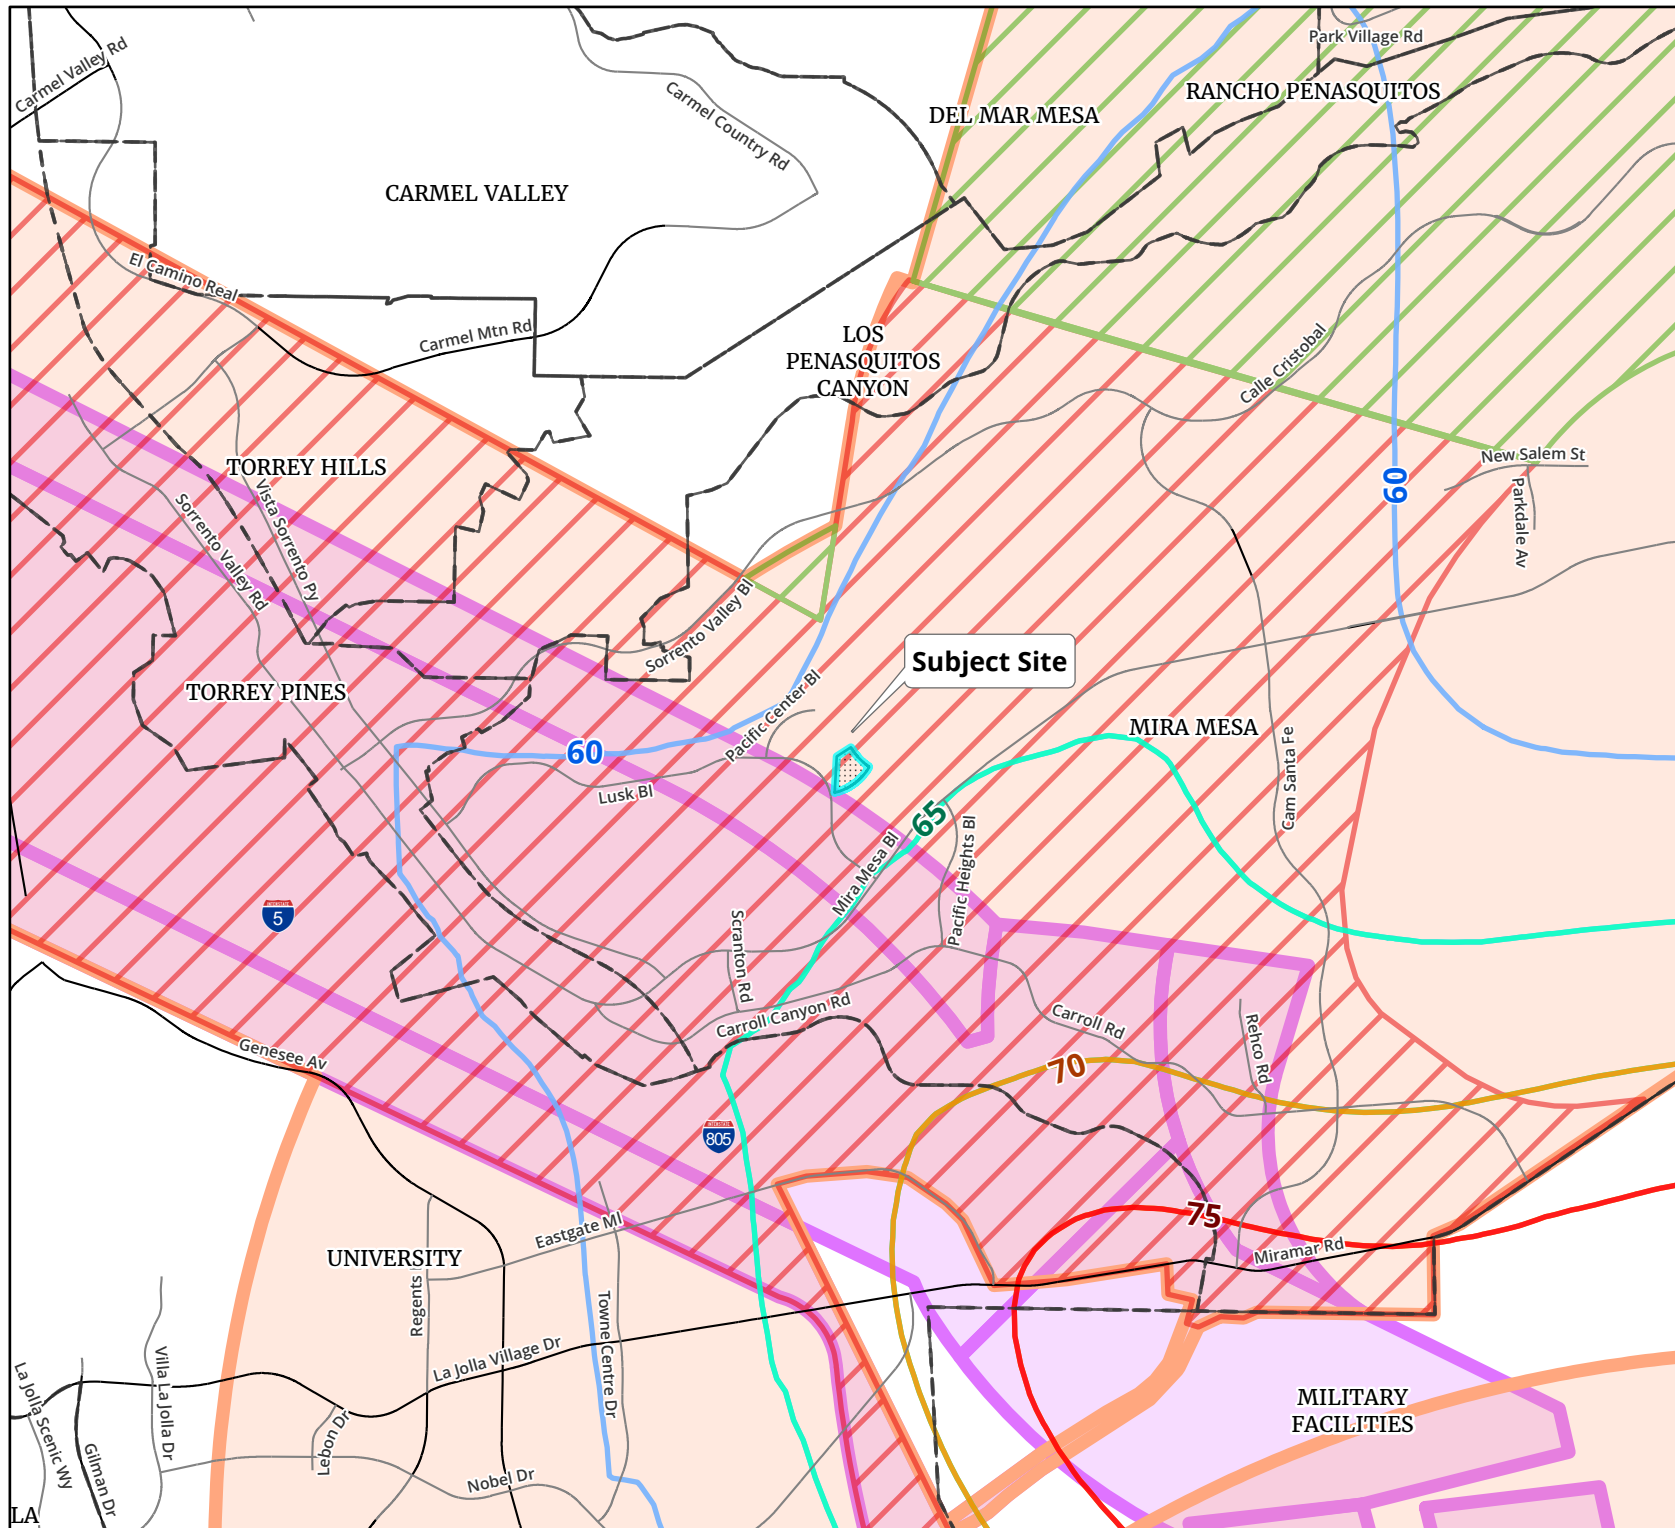 Park Village Rd
Carmel Valley Rd
RANCHO PENASQUITOS
DEL MAR MESA
Carmel Country Rd
CARMEL VALLEY
El Camino Real
Carmel Mtn Rd
LOS
PENASQUITOS
CANYON
Calle Cristobal
New Salem St
TORREY HILLS
60
Parkdale Av
Vista Sorrento Py
Sorrento Valley Rd
Sorrento Valley Bl
Subject Site
TORREY PINES
Pacific Center Bl
MIRA MESA
60
Cam Santa Fe
Lusk Bl
65
Mira Mesa Bl
Pacific Heights Bl
INTERSTATE
5
Scranton Rd
Carroll Canyon Rd
Carroll Rd
Rehco Rd
Genesee Av
70
INTERSTATE
805
75
Eastgate Ml
Miramar Rd
UNIVERSITY
Regents
Towne Centre Dr
La Jolla Village Dr
Villa La Jolla Dr
La Jolla Scenic Wy
MILITARY
FACILITIES
Lebon Dr
Gilman Dr
Nobel Dr
LA